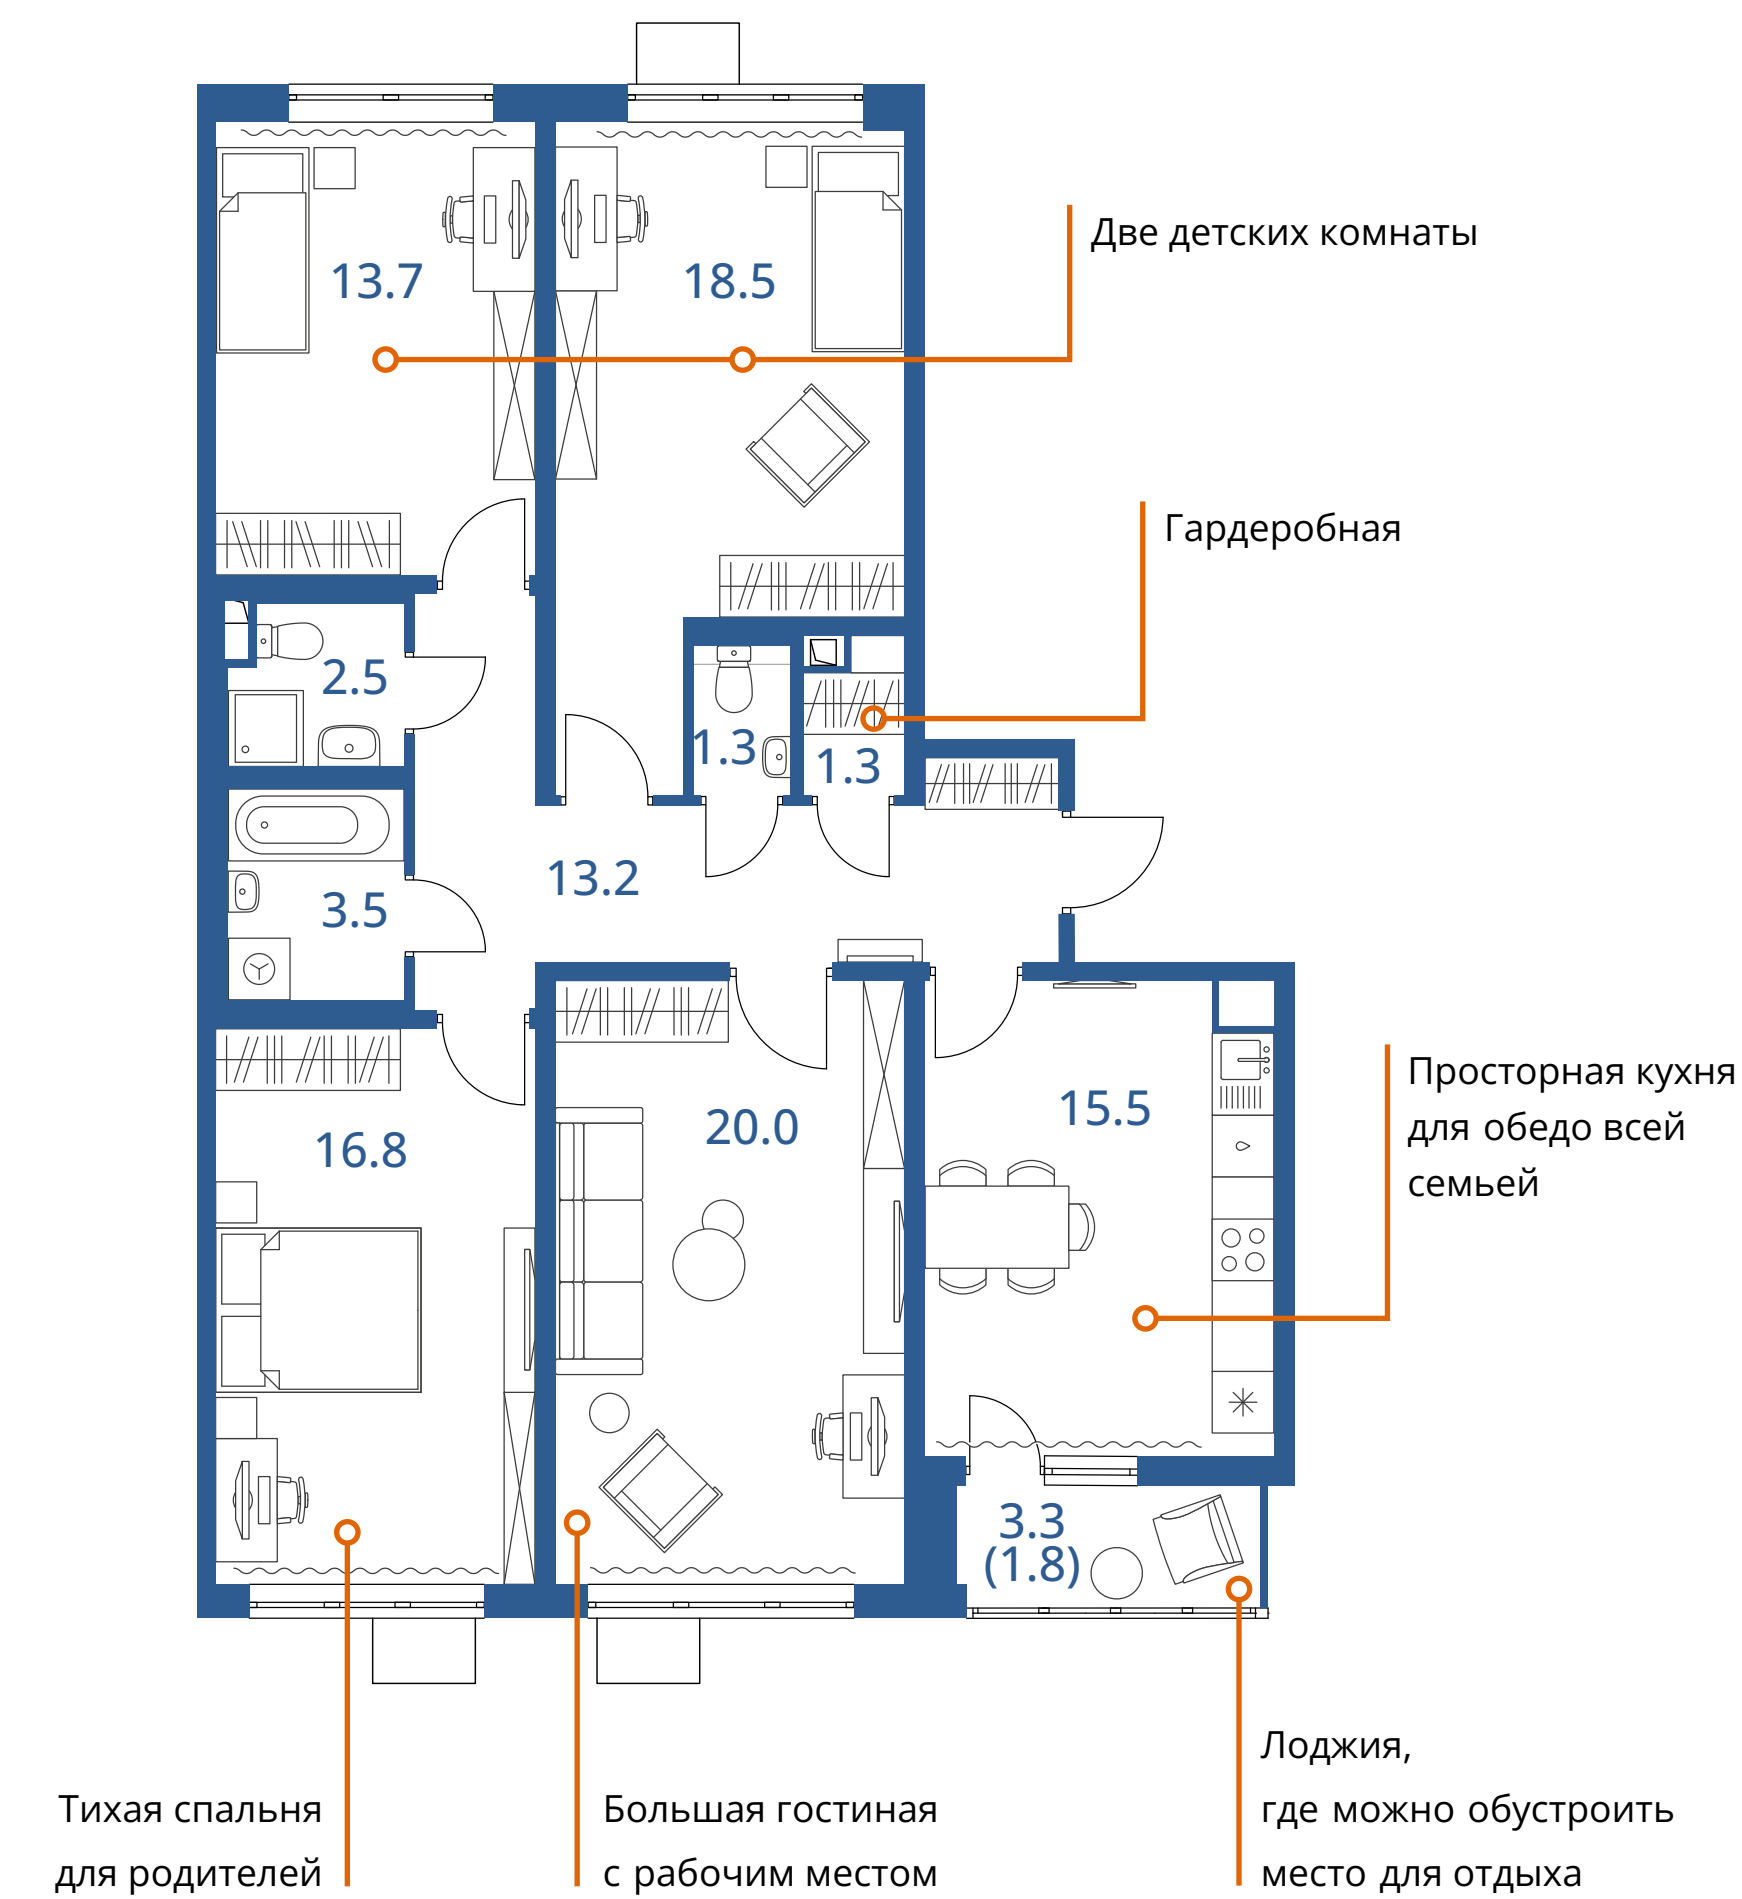 Две детских комнаты
13.7
18.5
Гардеробная
2.5
1.3
1.3
13.2
3.5
Просторная кухня
для обедо всей
семьей
15.5
20.0
16.8
3.3
(1.8)
Тихая спальня
для родителей
Большая гостиная
с рабочим местом
Лоджия,
где можно обустроить
место для отдыха